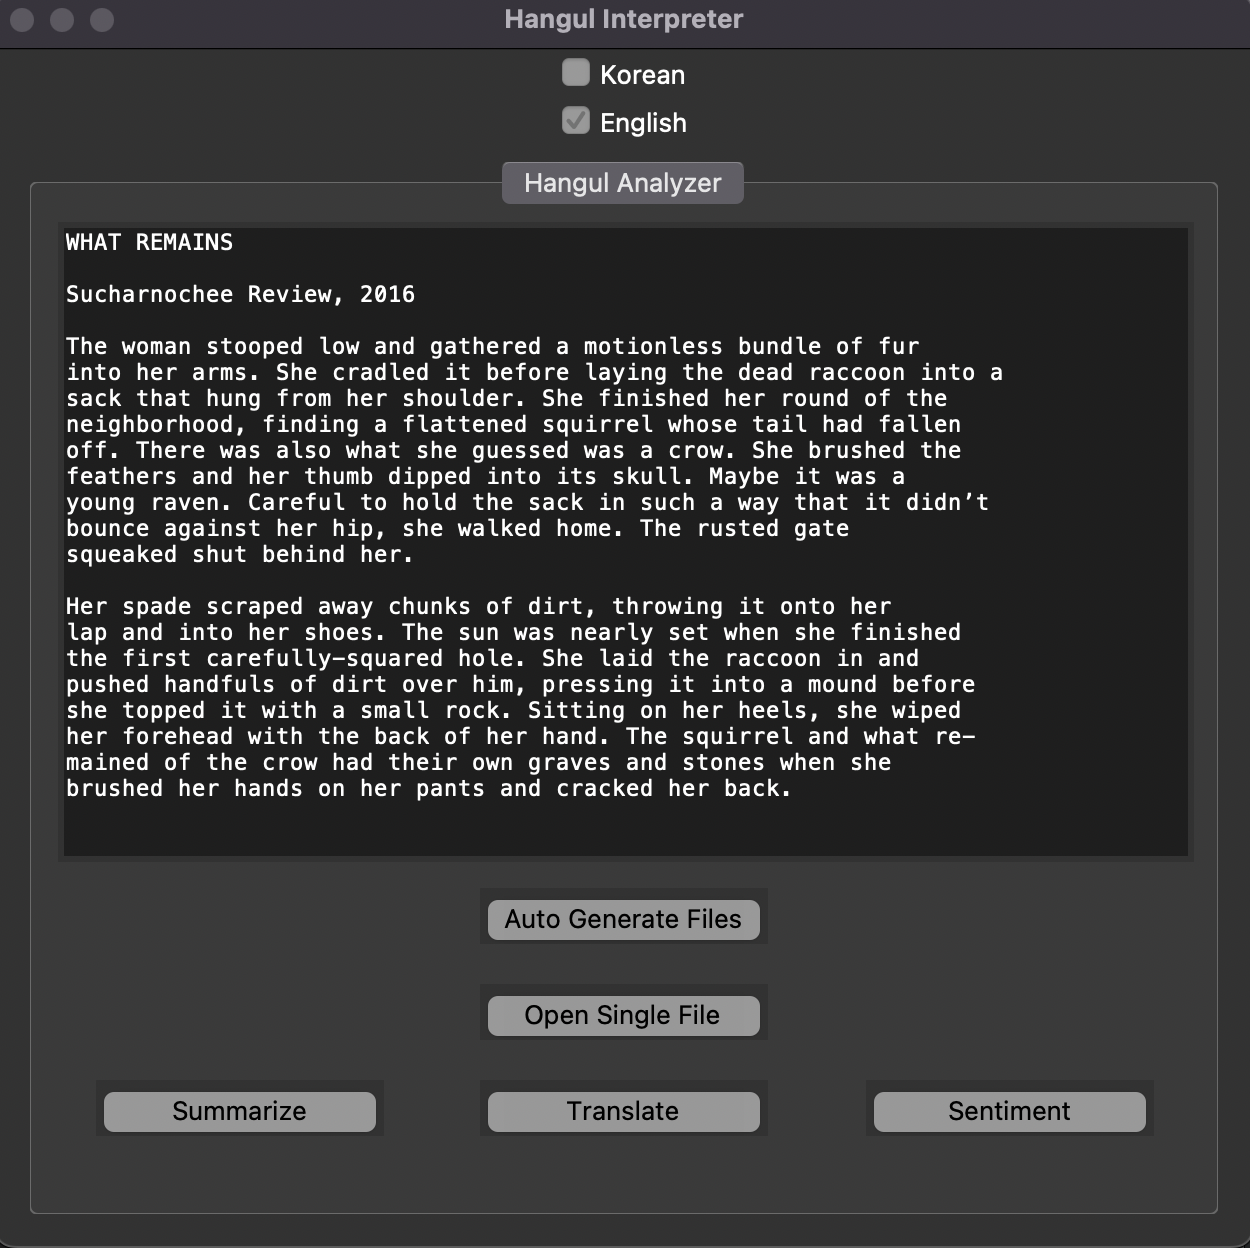 Hangul Interpreter
Korean
English
Hangul Analyzer
WHAT REMAINS
Sucharnochee Review, 2016
The woman stooped low and gathered a motionless bundle of fur
into her arms. She cradled it before laying the dead raccoon into a
sack that hung from her shoulder. She finished her round of the
neighborhood, finding a flattened squirrel whose tail had fallen
off. There was also what she guessed was a crow. She brushed the
feathers and her thumb dipped into its skull. Maybe it was a
young raven. Careful to hold the sack in such a way that it didn’t
bounce against her hip, she walked home. The rusted gate
squeaked shut behind her.
Her spade scraped away chunks of dirt, throwing it onto her
lap and into her shoes. The sun was nearly set when she finished
the first carefully-squared hole. She laid the raccoon in and
pushed handfuls of dirt over him, pressing it into a mound before
she topped it with a small rock. Sitting on her heels, she wiped
her forehead with the back of her hand. The squirrel and what re-
mained of the crow had their own graves and stones when she
brushed her hands on her pants and cracked her back.
Auto Generate Files
Open Single File
Summarize
Translate
Sentiment